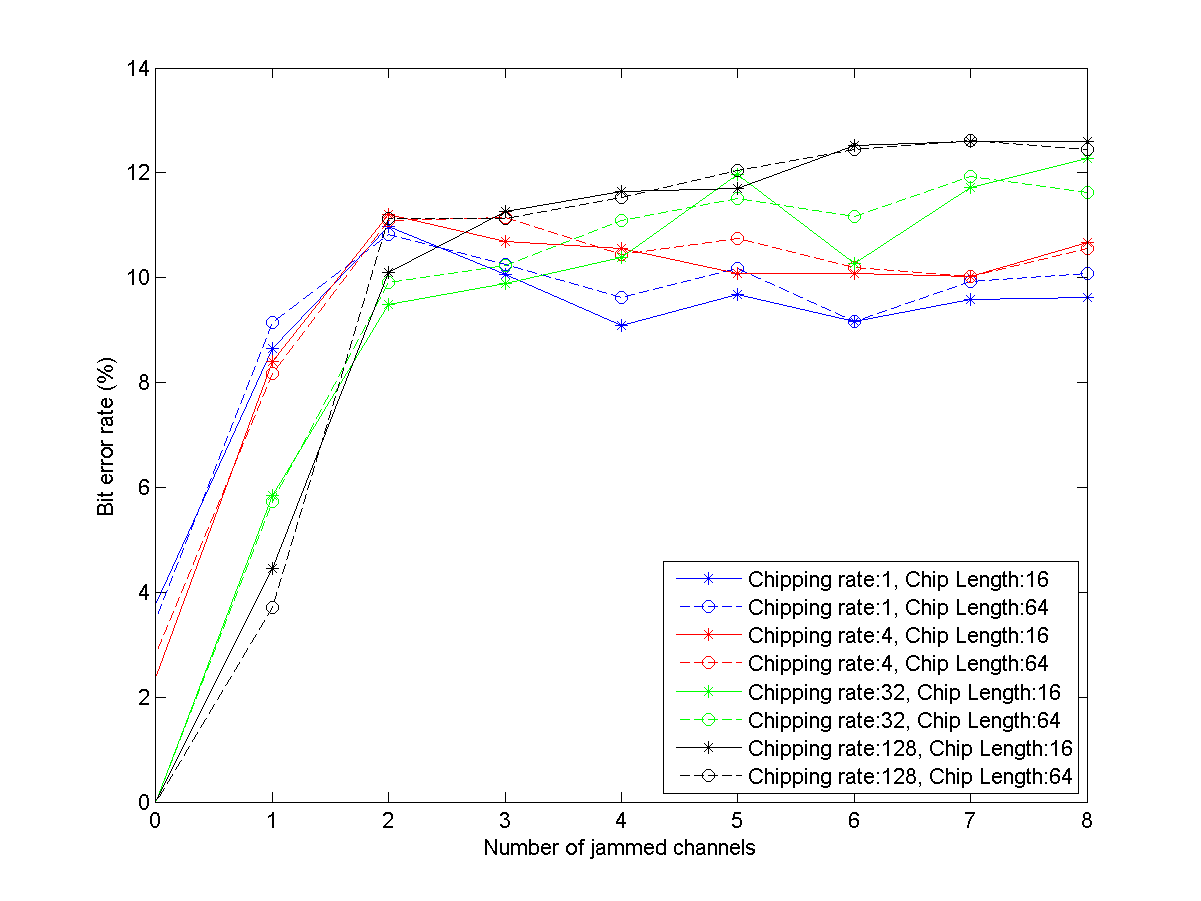 14
12
10
8
6
4
2
0
Bit error rate (%)
Chipping rate:1, Chip Length:16
Chipping rate:1, Chip Length:64
Chipping rate:4, Chip Length:16
Chipping rate:4, Chip Length:64
Chipping rate:32, Chip Length:16
Chipping rate:32, Chip Length:64
Chipping rate:128, Chip Length:16
Chipping rate:128, Chip Length:64
0 1 2 3 4 5 6 7 8
Number of jammed channels